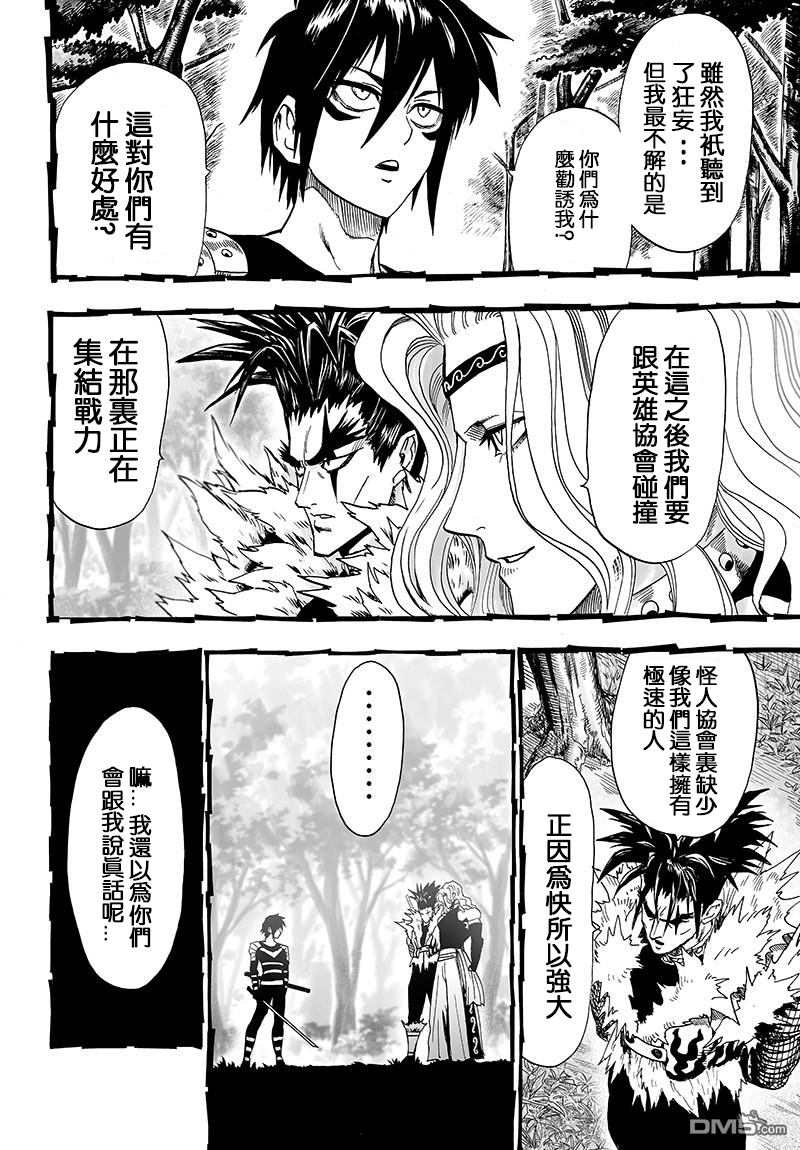 雖然我祇聽到
了狂妄…
但我最不解的是
你們爲什
麼勸誘我?
這對你們有
什麼好處?
在這之後我們要
跟英雄協會碰撞
在那裏正在
集結戰力
怪人協會裏缺少
像我們這樣擁有
極速的人
正因爲快所以強大
………
嘛… 我還以爲你們
會跟我說眞話呢…
DM5.com